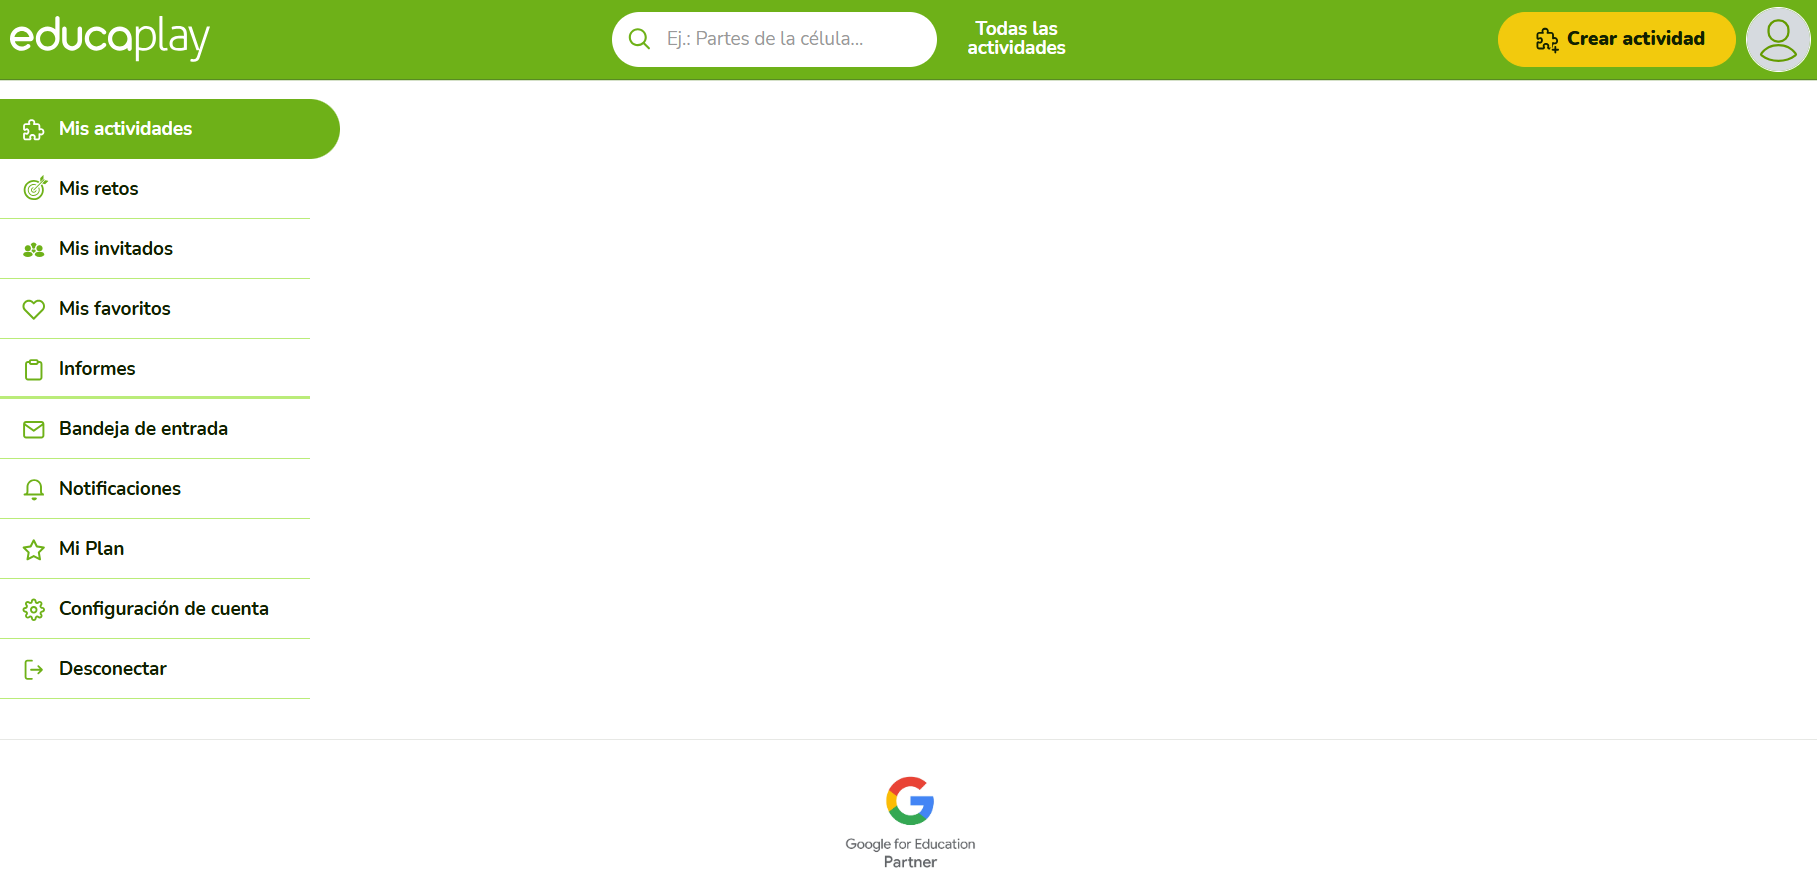 educaplay
Ej.: Partes de la célula...
Todas las
actividades
Crear actividad
Mis actividades
Mis retos
Mis invitados
Mis favoritos
Informes
Bandeja de entrada
Notificaciones
Mi Plan
Configuración de cuenta
Desconectar
Google for Education
Partner